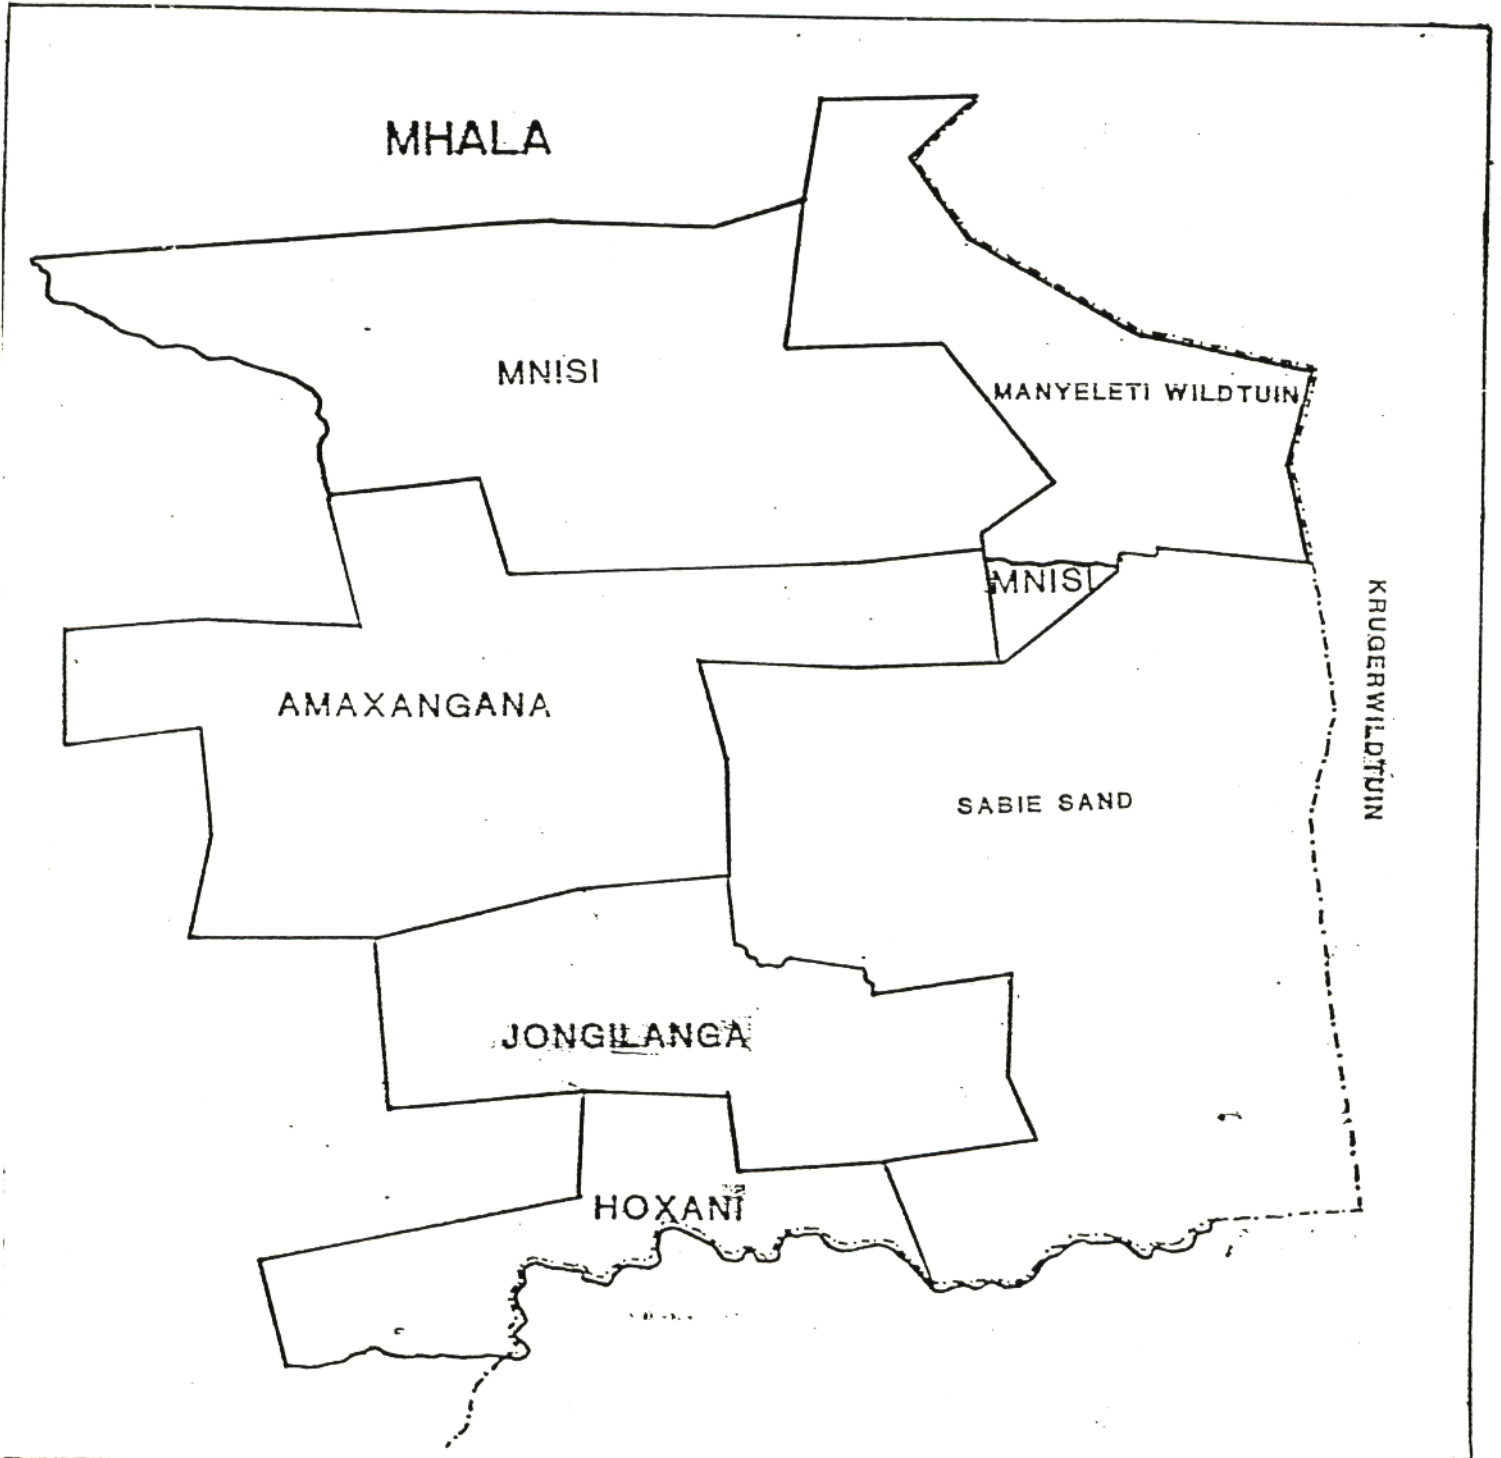 MHALA
MNISI
MANYELETI WILDTUIN
MNISI
KRUGERWILDTUIN
AMAXANGANA
SABIE SAND
JONGILANGA
HOXANI